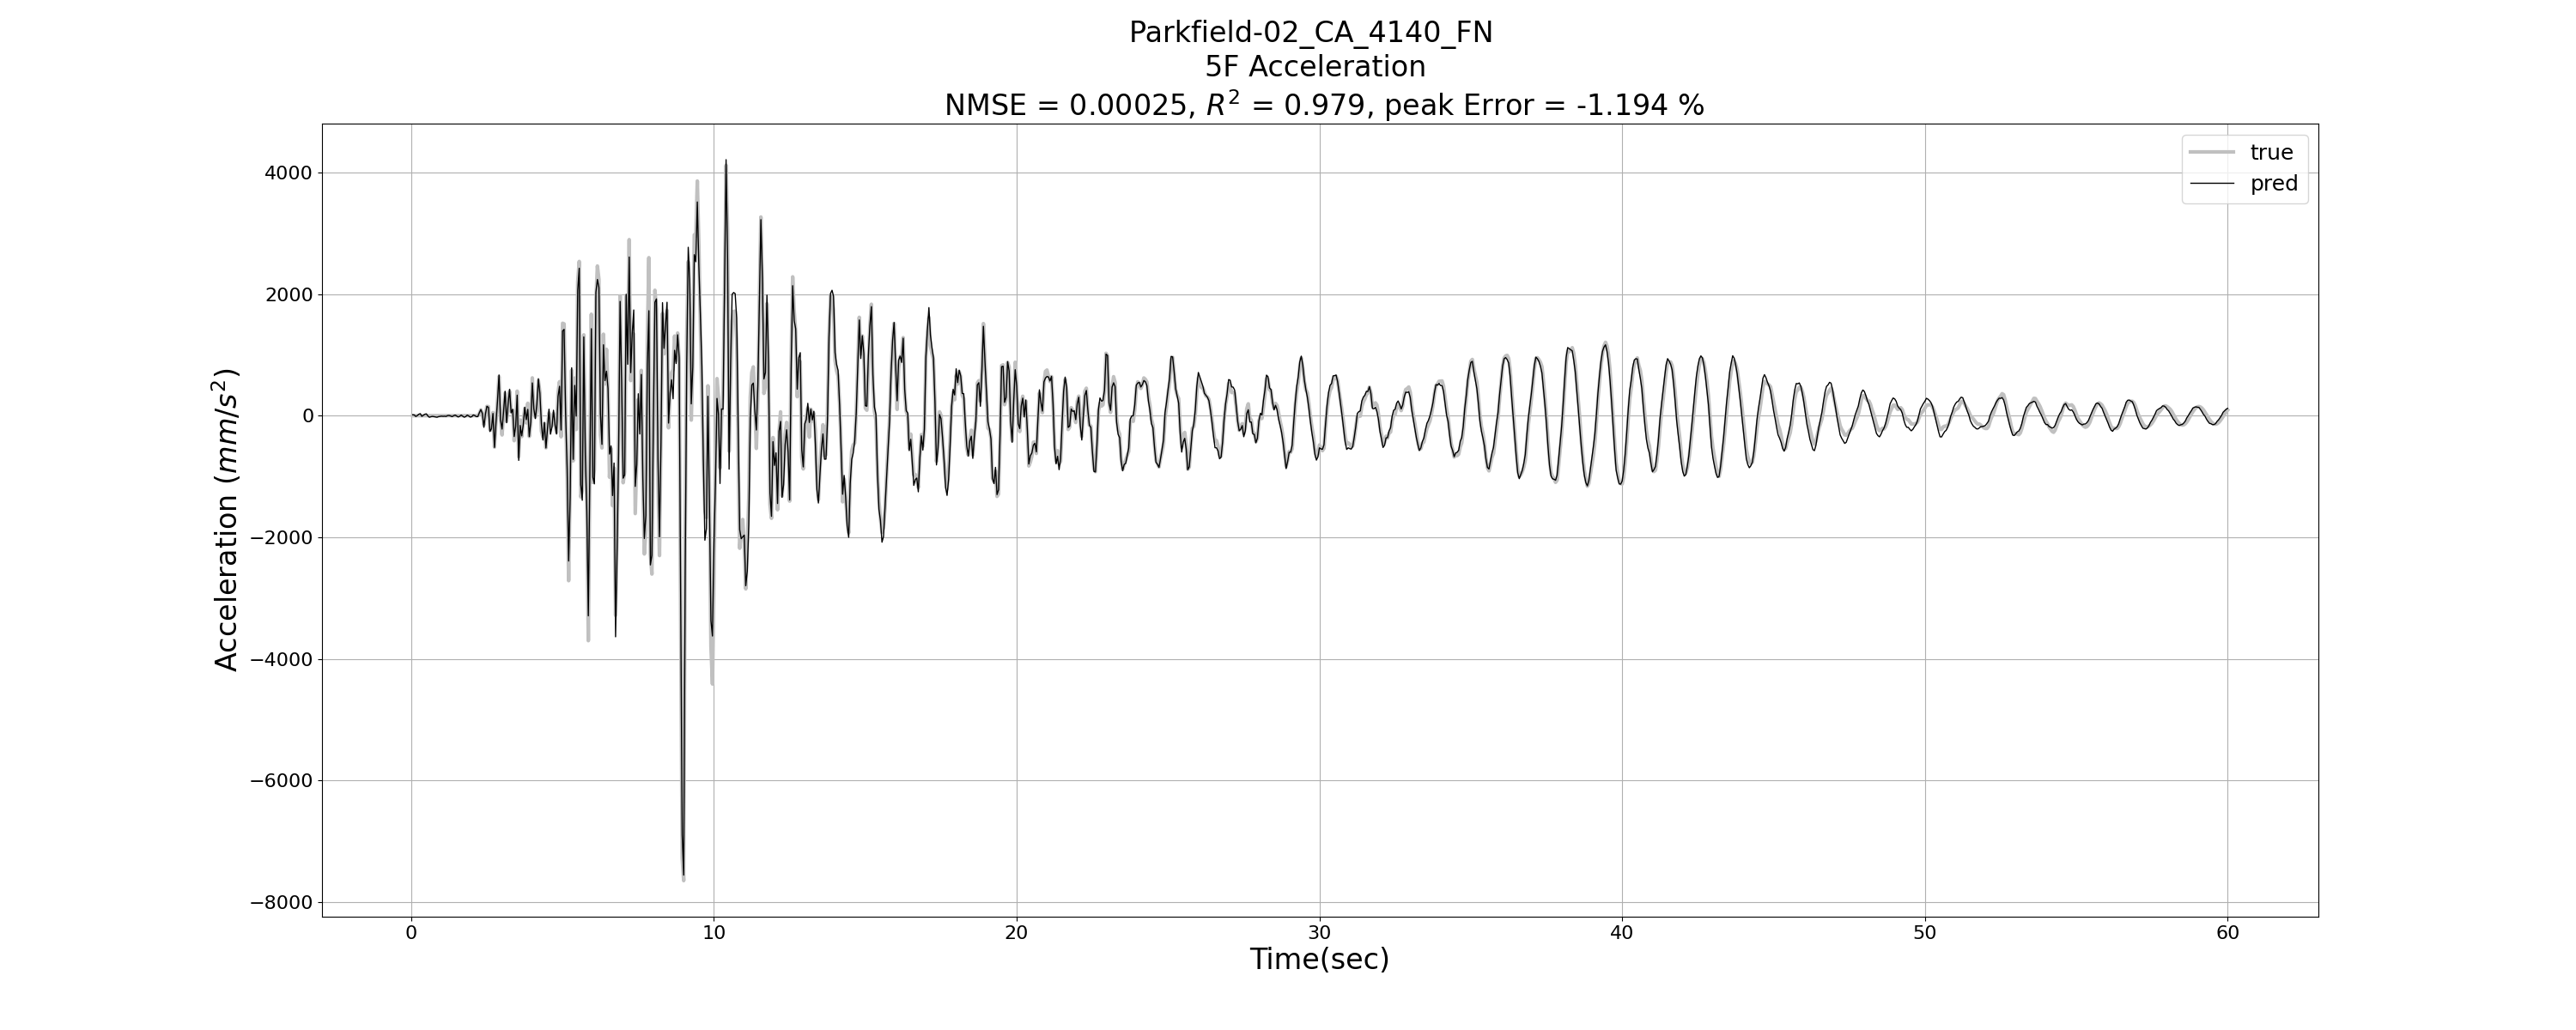 Parkfield-02_CA_4140_FN
5F Acceleration
NMSE = 0.00025, R² = 0.979, peak Error = -1.194 %
true
pred
4000
2000
0
−2000
−4000
−6000
−8000
Acceleration (mm/s²)
0 10 20 30 40 50 60
Time(sec)